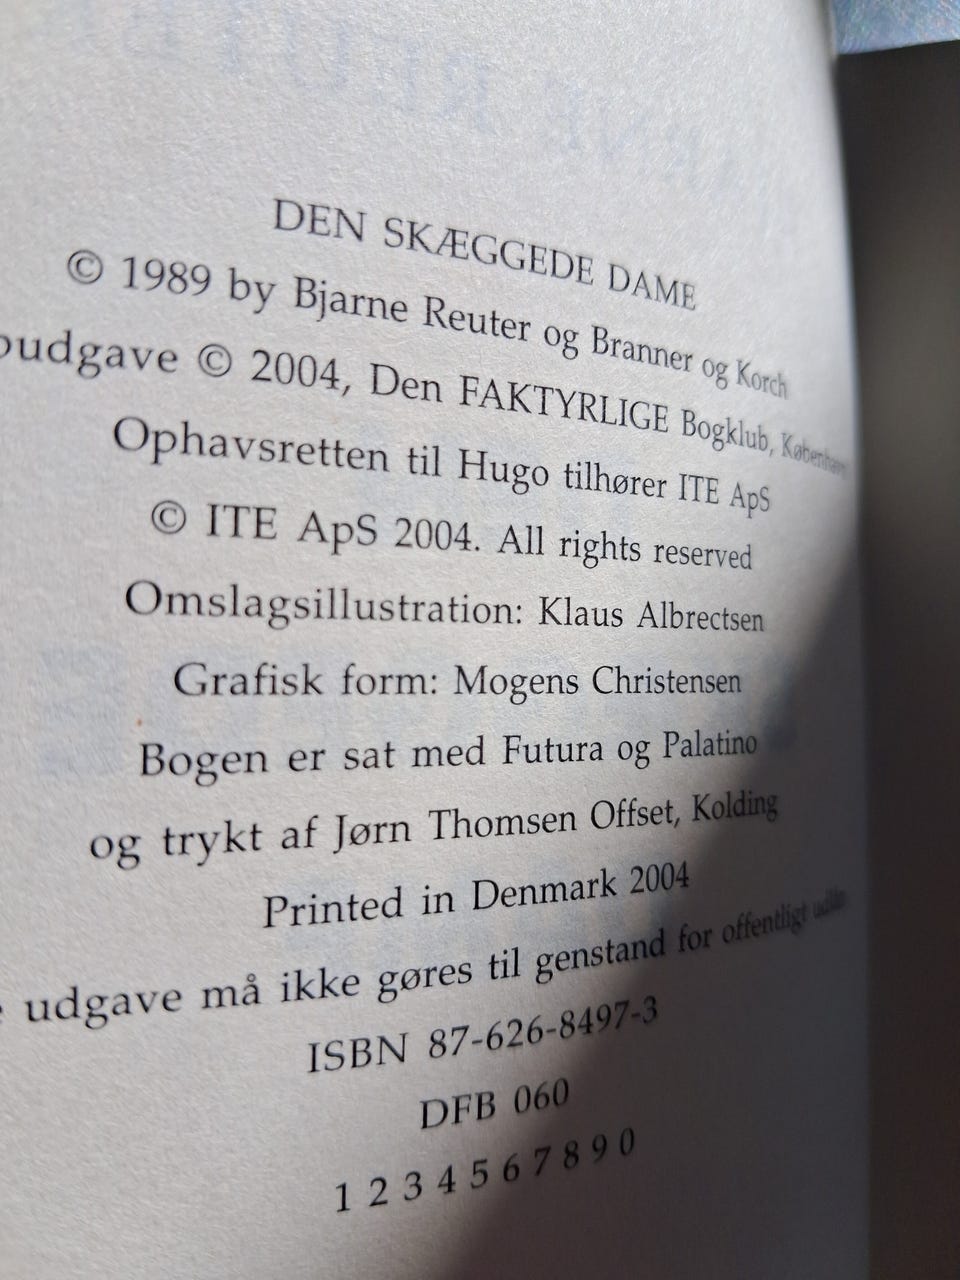 DEN SKÆGGEDE DAME
© 1989 by Bjarne Reuter og Branner og Korch
© 2004, Den FAKTYRLIGE Bogklub, København
Ophavsretten til Hugo tilhører ITE ApS
© ITE ApS 2004. All rights reserved
Omslagsillustration: Klaus Albrectsen
Grafisk form: Mogens Christensen
Bogen er sat med Futura og Palatino
og trykt af Jørn Thomsen Offset, Kolding
Printed in Denmark 2004
udgave må ikke gøres til genstand for offentligt udlån
ISBN 87-626-8497-3
DFB 060
1 2 3 4 5 6 7 8 9 0